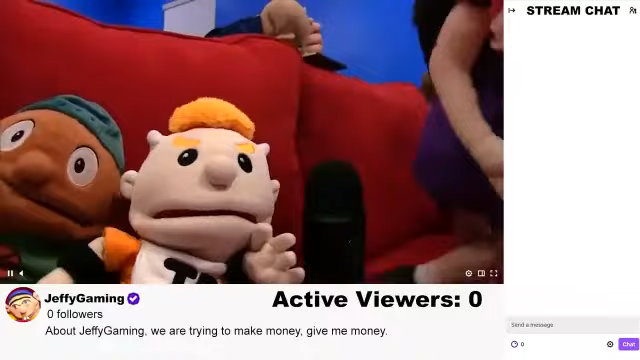 STREAM CHAT
JeffyGaming
Active Viewers: 0
0 followers
About JeffyGaming, we are trying to make money, give me money.
Send a message
0
Chat